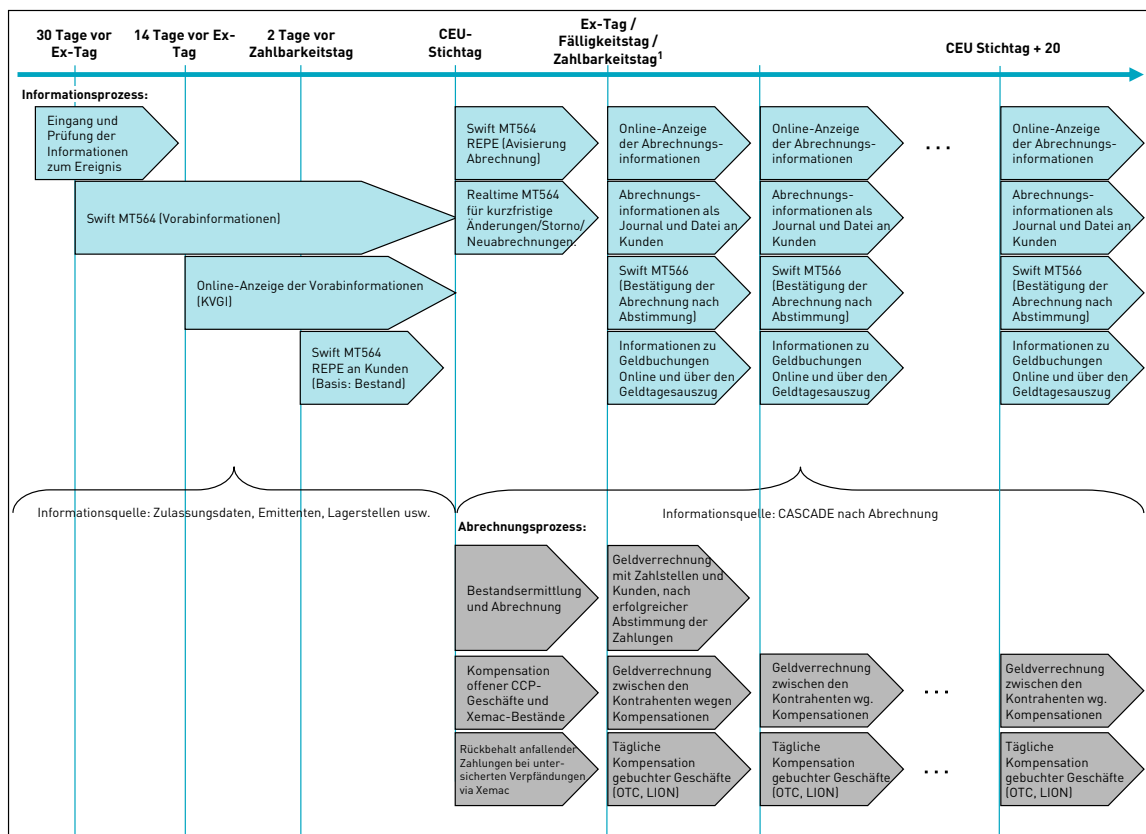 30 Tage vor
Ex-Tag
14 Tage vor Ex-
Tag
2 Tage vor
Zahlbarkeitstag
CEU-
Stichtag
Ex-Tag /
Fälligkeitstag /
Zahlbarkeitstag1
CEU Stichtag + 20
Informationsprozess:
Eingang und
Prüfung der
Informationen
zum Ereignis
Swift MT564
REPE (Avisierung
Abrechnung)
Online-Anzeige
der Abrechnungs-
informationen
Online-Anzeige
der Abrechnungs-
informationen
...
Online-Anzeige
der Abrechnungs-
informationen
Swift MT564 (Vorabinformationen)
Realtime MT564
für kurzfristige
Änderungen/Storno/
Neuabrechnungen.
Abrechnungs-
informationen als
Journal und Datei an
Kunden
Abrechnungs-
informationen als
Journal und Datei an
Kunden
Abrechnungs-
informationen als
Journal und Datei an
Kunden
Online-Anzeige der Vorabinformationen
(KVGI)
Swift MT566
(Bestätigung der
Abrechnung nach
Abstimmung)
Swift MT566
(Bestätigung der
Abrechnung nach
Abstimmung)
Swift MT566
(Bestätigung der
Abrechnung nach
Abstimmung)
Swift MT564
REPE an Kunden
(Basis: Bestand)
Informationen zu
Geldbuchungen
Online und über den
Geldtagesauszug
Informationen zu
Geldbuchungen
Online und über den
Geldtagesauszug
Informationen zu
Geldbuchungen
Online und über den
Geldtagesauszug
Informationsquelle: Zulassungsdaten, Emittenten, Lagerstellen usw.
Informationsquelle: CASCADE nach Abrechnung
Abrechnungsprozess:
Bestandsermittlung
und Abrechnung
Geldverrechnung
mit Zahlstellen und
Kunden, nach
erfolgreicher
Abstimmung der
Zahlungen
Kompensation
offener CCP-
Geschäfte und
Xemac-Bestände
Geldverrechnung
zwischen den
Kontrahenten wegen
Kompensationen
Geldverrechnung
zwischen den
Kontrahenten wg.
Kompensationen
...
Geldverrechnung
zwischen den
Kontrahenten wg.
Kompensationen
Rückbehalt anfallender
Zahlungen bei unter-
sicherten Verpfändungen
via Xemac
Tägliche
Kompensation
gebuchter Geschäfte
(OTC, LION)
Tägliche
Kompensation
gebuchter Geschäfte
(OTC, LION)
...
Tägliche
Kompensation
gebuchter Geschäfte
(OTC, LION)